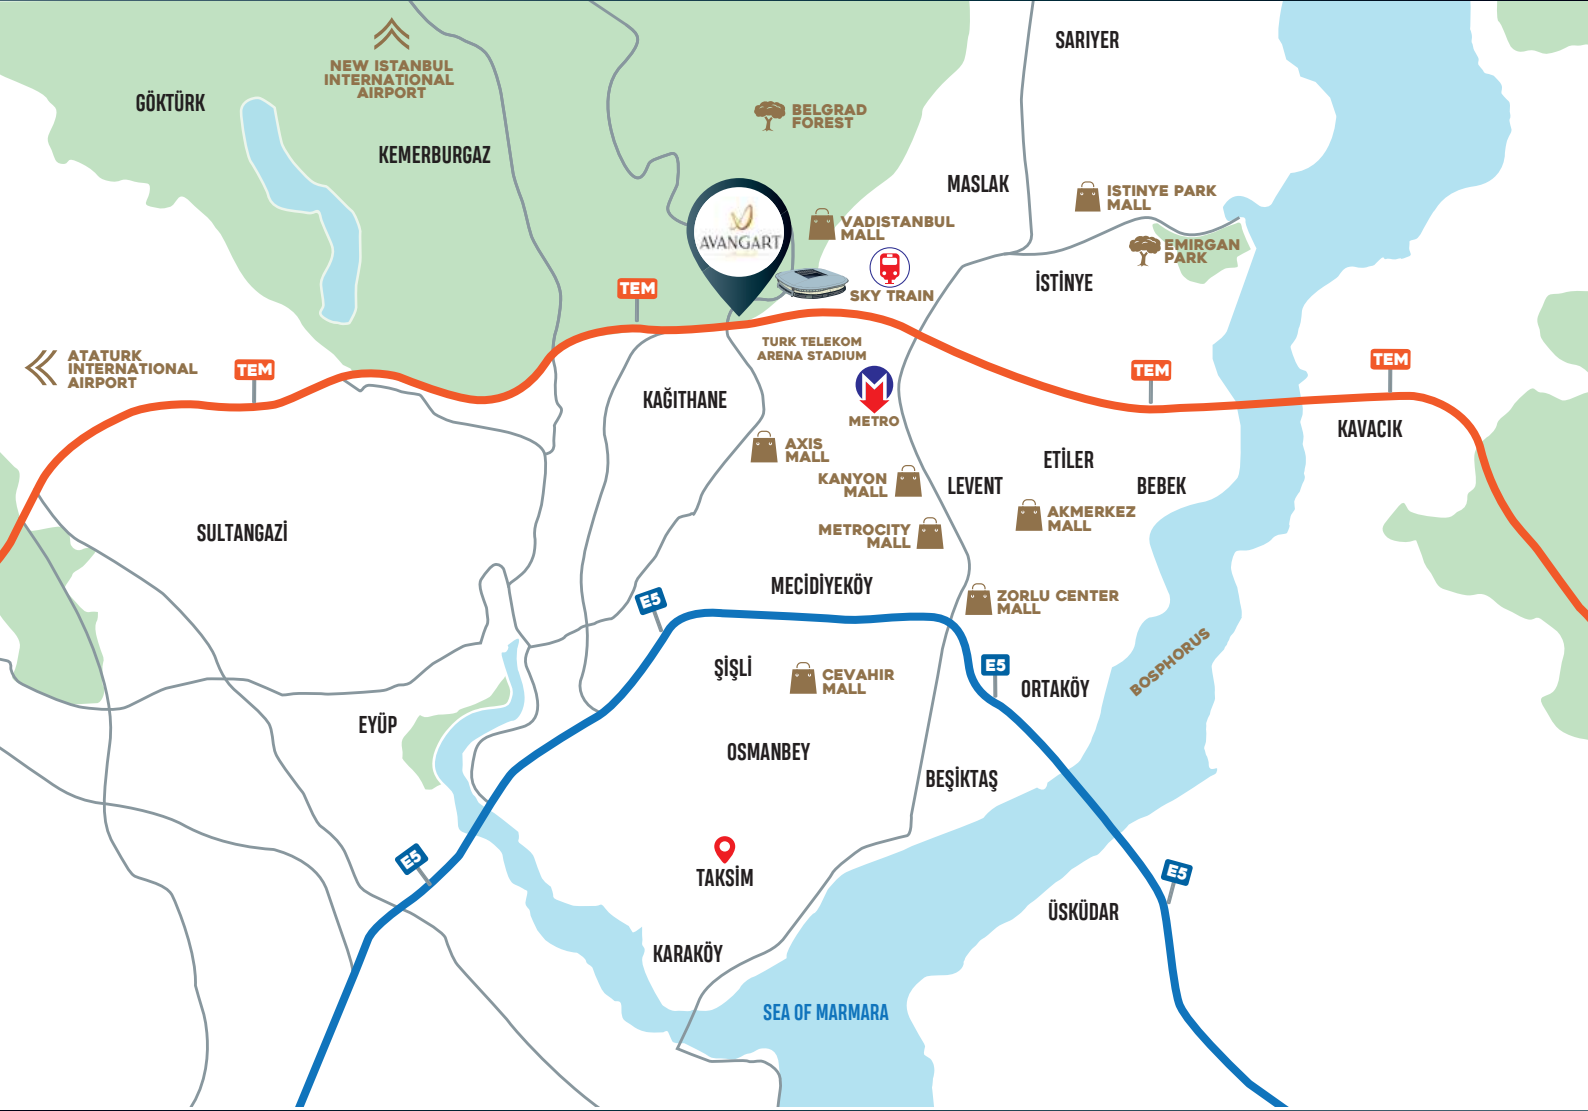 SARIYER
NEW ISTANBUL
INTERNATIONAL
AIRPORT
GÖKTÜRK
BELGRAD
FOREST
KEMERBURGAZ
MASLAK
ISTINYE PARK
MALL
AVANGART
VADISTANBUL
MALL
EMIRGAN
PARK
TEM
SKY TRAIN
İSTİNYE
TURK TELEKOM
ARENA STADIUM
ATATURK
INTERNATIONAL
AIRPORT
TEM
TEM
TEM
KAĞITHANE
METRO
KAVACIK
AXIS
MALL
ETİLER
KANYON
MALL
LEVENT
BEBEK
AKMERKEZ
MALL
SULTANGAZİ
METROCITY
MALL
MECİDİYEKÖY
E5
ZORLU CENTER
MALL
BOSPHORUS
ŞİŞLİ
CEVAHIR
MALL
E5
ORTAKÖY
EYÜP
OSMANBEY
BEŞİKTAŞ
E5
TAKSİM
E5
ÜSKÜDAR
KARAKÖY
SEA OF MARMARA